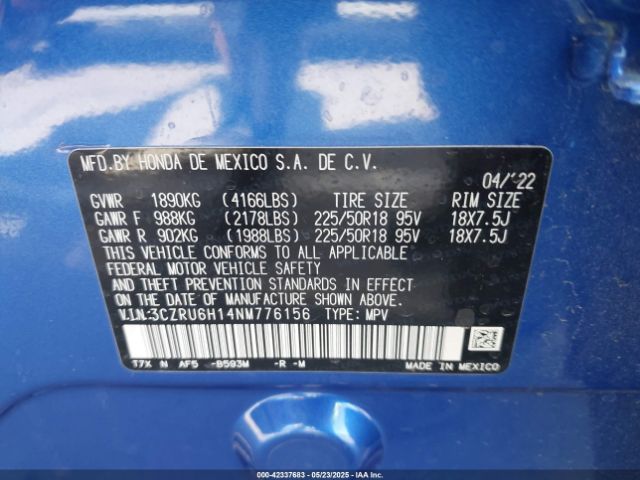 MFD.BY HONDA DE MEXICO S.A. DE C.V.
04/'22
GVWR 1890KG (4166LBS) TIRE SIZE RIM SIZE
GAWR F 988KG (2178LBS) 225/50R18 95V 18X7.5J
GAWR R 902KG (1988LBS) 225/50R18 95V 18X7.5J
THIS VEHICLE CONFORMS TO ALL APPLICABLE
FEDERAL MOTOR VEHICLE SAFETY
AND THEFT PREVENTION STANDARDS IN EFFECT
ON THE DATE OF MANUFACTURE SHOWN ABOVE.
V.I.N:3CZRU6H14NM776156 TYPE: MPV
T7X N AF5 -B593M -R -M MADE IN MEXICO
000-42337683 - 05/23/2025 - IAA Inc.